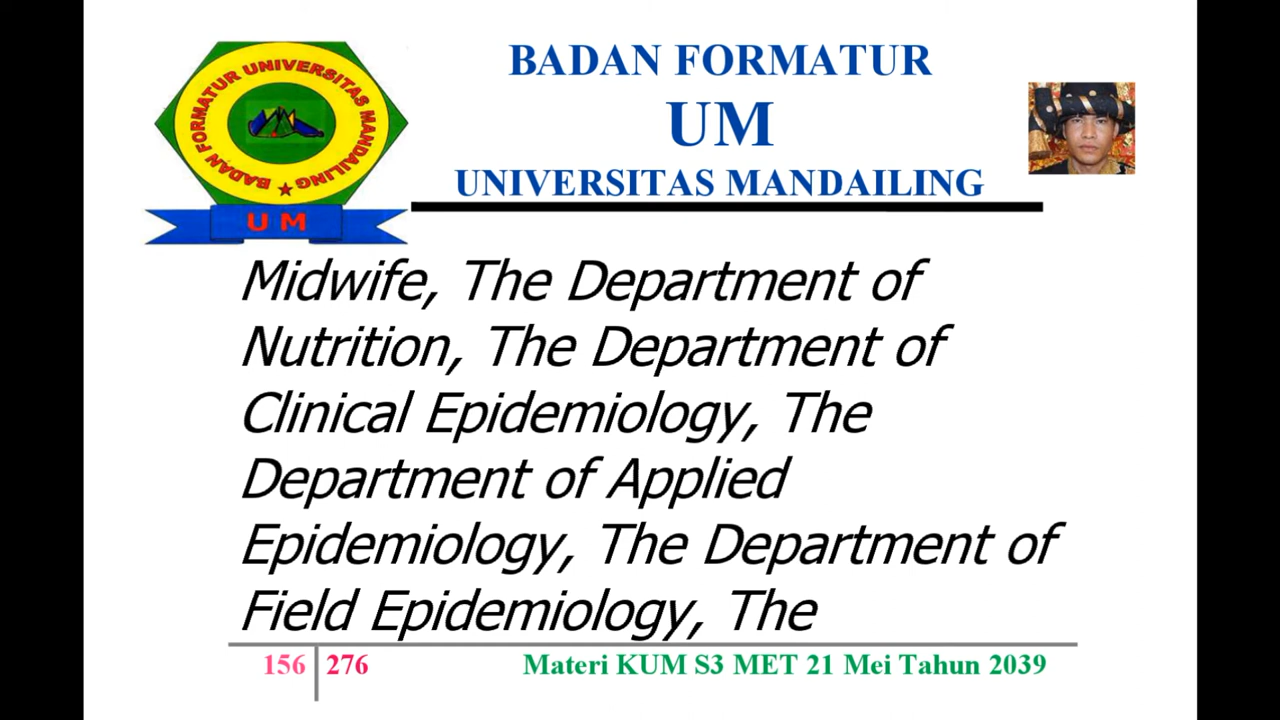 BADAN FORMATUR UNIVERSITAS MANDAILING
U M
BADAN FORMATUR
UM
UNIVERSITAS MANDAILING
Midwife, The Department of
Nutrition, The Department of
Clinical Epidemiology, The
Department of Applied
Epidemiology, The Department of
Field Epidemiology, The
156 276 Materi KUM S3 MET 21 Mei Tahun 2039